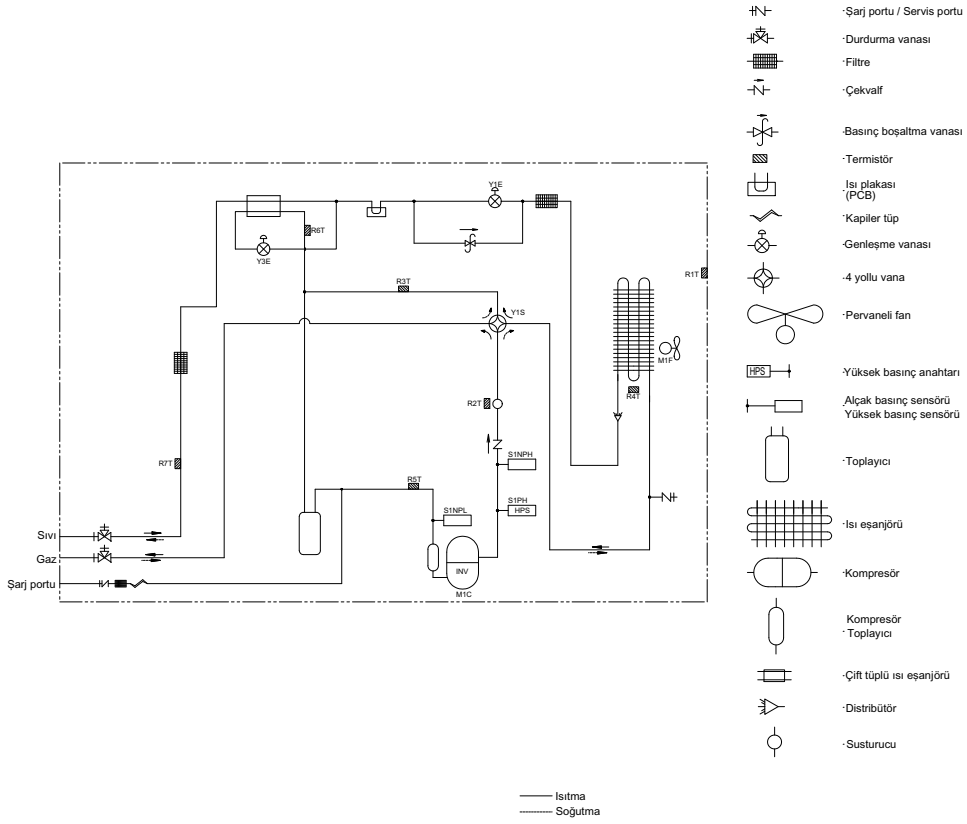 Şarj portu / Servis portu
Durdurma vanası
Filtre
Çekvalf
Basınç boşaltma vanası
Termistör
Isı plakası
(PCB)
Kapiler tüp
Genleşme vanası
4 yollu vana
Pervaneli fan
HPS
Yüksek basınç anahtarı
Alçak basınç sensörü
Yüksek basınç sensörü
Toplayıcı
Isı eşanjörü
Kompresör
Kompresör
Toplayıcı
Çift tüplü ısı eşanjörü
Distribütör
Susturucu
Y1E
R6T
Y3E
R1T
R3T
Y1S
M1F
R4T
R2T
R7T
S1NPH
R5T
S1PH
HPS
S1NPL
INV
M1C
Sıvı
Gaz
Şarj portu
Isıtma
Soğutma